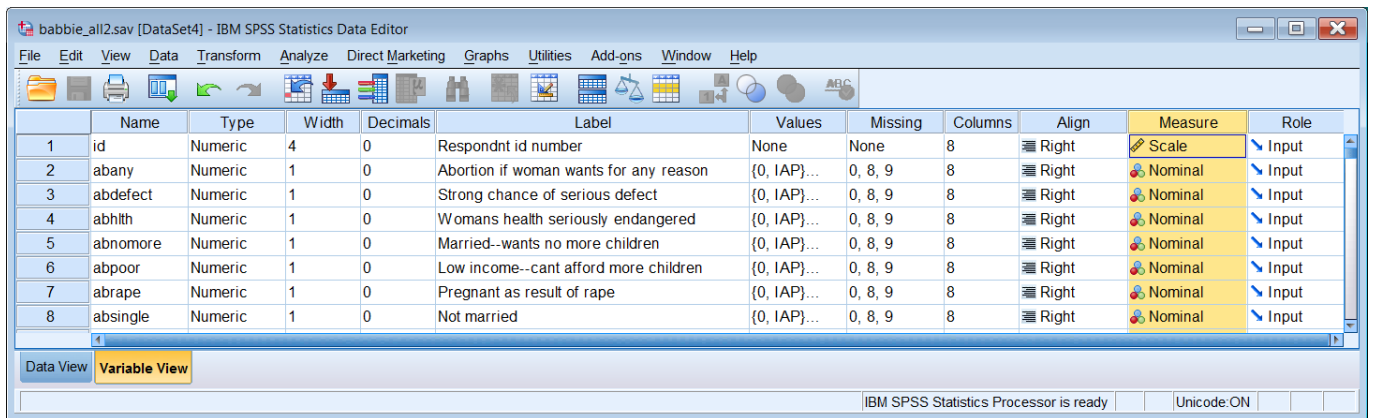 babbie_all2.sav [DataSet4] - IBM SPSS Statistics Data Editor
File Edit View Data Transform Analyze Direct Marketing Graphs Utilities Add-ons Window Help
Name Type Width Decimals Label Values Missing Columns Align Measure Role
1 id Numeric 4 0 Respondnt id number None None 8 Right Scale Input
2 abany Numeric 1 0 Abortion if woman wants for any reason {0, IAP}... 0, 8, 9 8 Right Nominal Input
3 abdefect Numeric 1 0 Strong chance of serious defect {0, IAP}... 0, 8, 9 8 Right Nominal Input
4 abhlth Numeric 1 0 Womans health seriously endangered {0, IAP}... 0, 8, 9 8 Right Nominal Input
5 abnomore Numeric 1 0 Married--wants no more children {0, IAP}... 0, 8, 9 8 Right Nominal Input
6 abpoor Numeric 1 0 Low income--cant afford more children {0, IAP}... 0, 8, 9 8 Right Nominal Input
7 abrape Numeric 1 0 Pregnant as result of rape {0, IAP}... 0, 8, 9 8 Right Nominal Input
8 absingle Numeric 1 0 Not married {0, IAP}... 0, 8, 9 8 Right Nominal Input
Data View Variable View
IBM SPSS Statistics Processor is ready Unicode:ON